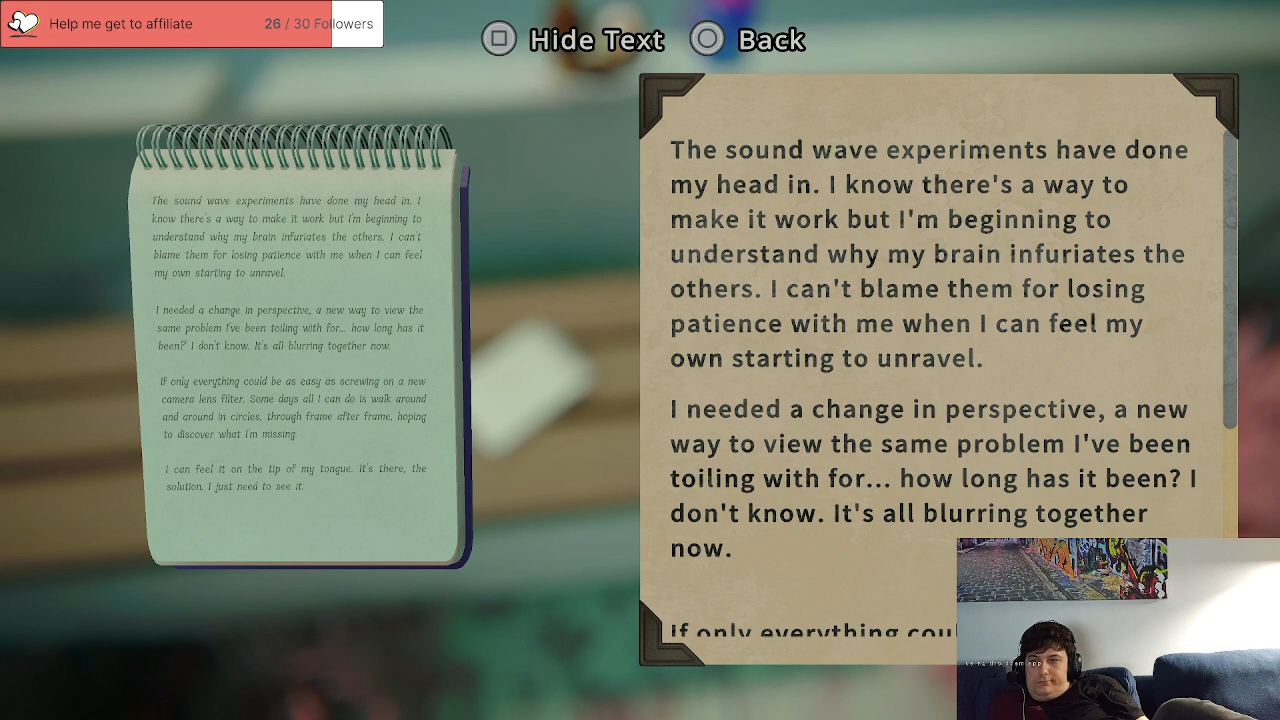 Help me get to affiliate
26 / 30 Followers
Hide Text
Back
The sound wave experiments have done my head in. I
know there's a way to make it work but I'm beginning to
understand why my brain infuriates the others. I can't
blame them for losing patience with me when I can feel
my own starting to unravel.
I needed a change in perspective, a new way to view the
same problem I've been toiling with for... how long has it
been? I don't know. It's all blurring together now.
If only everything could be as easy as screwing on a new
camera lens filter. Some days all I can do is walk around
and around in circles, through frame after frame, hoping
to discover what I'm missing.
I can feel it on the tip of my tongue. It's there, the
solution. I just need to see it.
The sound wave experiments have done
my head in. I know there's a way to
make it work but I'm beginning to
understand why my brain infuriates the
others. I can't blame them for losing
patience with me when I can feel my
own starting to unravel.
I needed a change in perspective, a new
way to view the same problem I've been
toiling with for... how long has it been? I
don't know. It's all blurring together
now.
If only everything